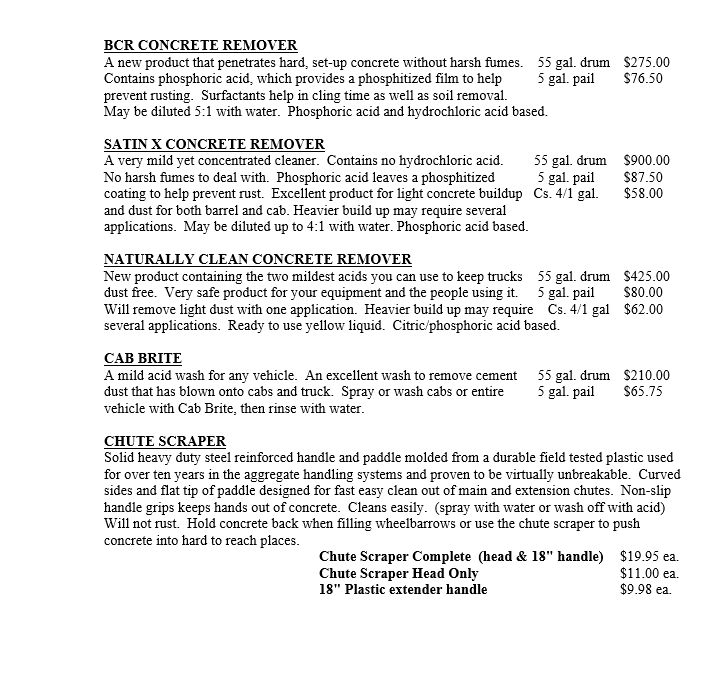 BCR CONCRETE REMOVER
A new product that penetrates hard, set-up concrete without harsh fumes. 55 gal. drum $275.00
Contains phosphoric acid, which provides a phosphitized film to help 5 gal. pail $76.50
prevent rusting. Surfactants help in cling time as well as soil removal.
May be diluted 5:1 with water. Phosphoric acid and hydrochloric acid based.
SATIN X CONCRETE REMOVER
A very mild yet concentrated cleaner. Contains no hydrochloric acid. 55 gal. drum $900.00
No harsh fumes to deal with. Phosphoric acid leaves a phosphitized 5 gal. pail $87.50
coating to help prevent rust. Excellent product for light concrete buildup Cs. 4/1 gal. $58.00
and dust for both barrel and cab. Heavier build up may require several
applications. May be diluted up to 4:1 with water. Phosphoric acid based.
NATURALLY CLEAN CONCRETE REMOVER
New product containing the two mildest acids you can use to keep trucks 55 gal. drum $425.00
dust free. Very safe product for your equipment and the people using it. 5 gal. pail $80.00
Will remove light dust with one application. Heavier build up may require Cs. 4/1 gal $62.00
several applications. Ready to use yellow liquid. Citric/phosphoric acid based.
CAB BRITE
A mild acid wash for any vehicle. An excellent wash to remove cement 55 gal. drum $210.00
dust that has blown onto cabs and truck. Spray or wash cabs or entire 5 gal. pail $65.75
vehicle with Cab Brite, then rinse with water.
CHUTE SCRAPER
Solid heavy duty steel reinforced handle and paddle molded from a durable field tested plastic used
for over ten years in the aggregate handling systems and proven to be virtually unbreakable. Curved
sides and flat tip of paddle designed for fast easy clean out of main and extension chutes. Non-slip
handle grips keeps hands out of concrete. Cleans easily. (spray with water or wash off with acid)
Will not rust. Hold concrete back when filling wheelbarrows or use the chute scraper to push
concrete into hard to reach places.
Chute Scraper Complete (head & 18" handle) $19.95 ea.
Chute Scraper Head Only $11.00 ea.
18" Plastic extender handle $9.98 ea.